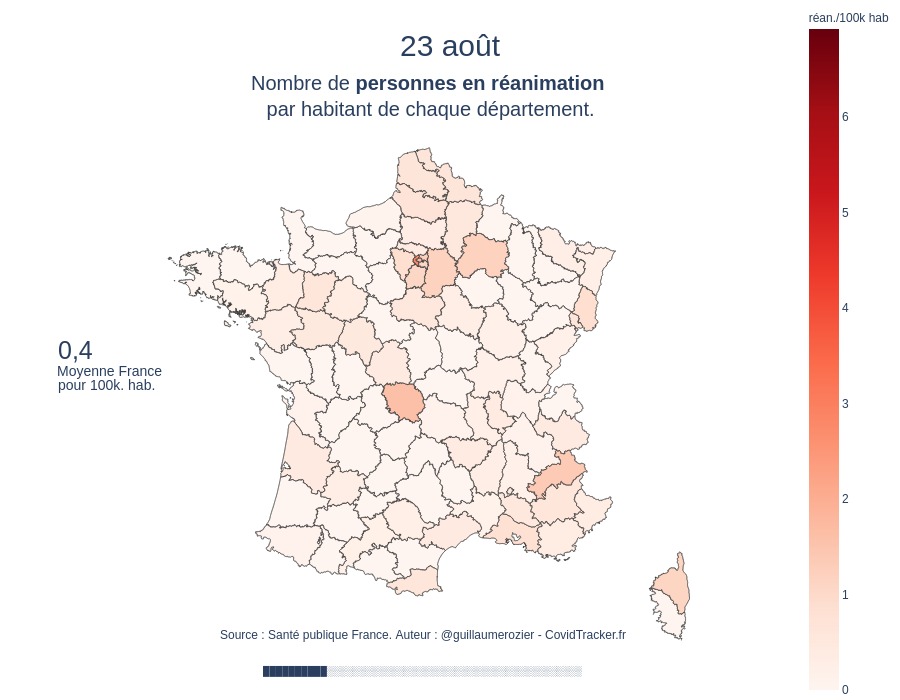 réan./100k hab
23 août
Nombre de personnes en réanimation
par habitant de chaque département.
6
5
4
3
2
1
0
0,4
Moyenne France
pour 100k. hab.
Source : Santé publique France. Auteur : @guillaumerozier - CovidTracker.fr